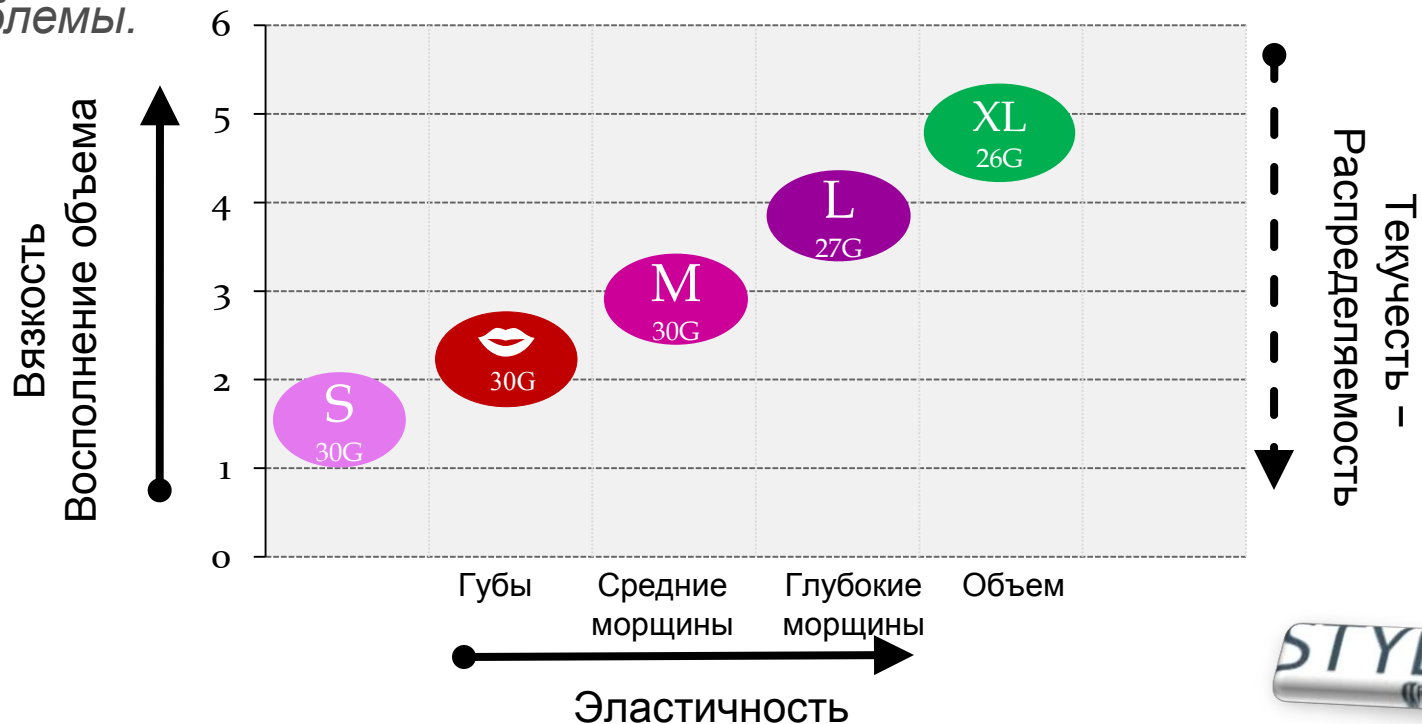 блемы.
6
5
4
3
2
1
0
Вязкость
Восполнение объема
XL
26G
L
27G
M
30G
30G
S
30G
Текучесть –
Распределяемость
Губы
Средние
морщины
Глубокие
морщины
Объем
Эластичность
STYL